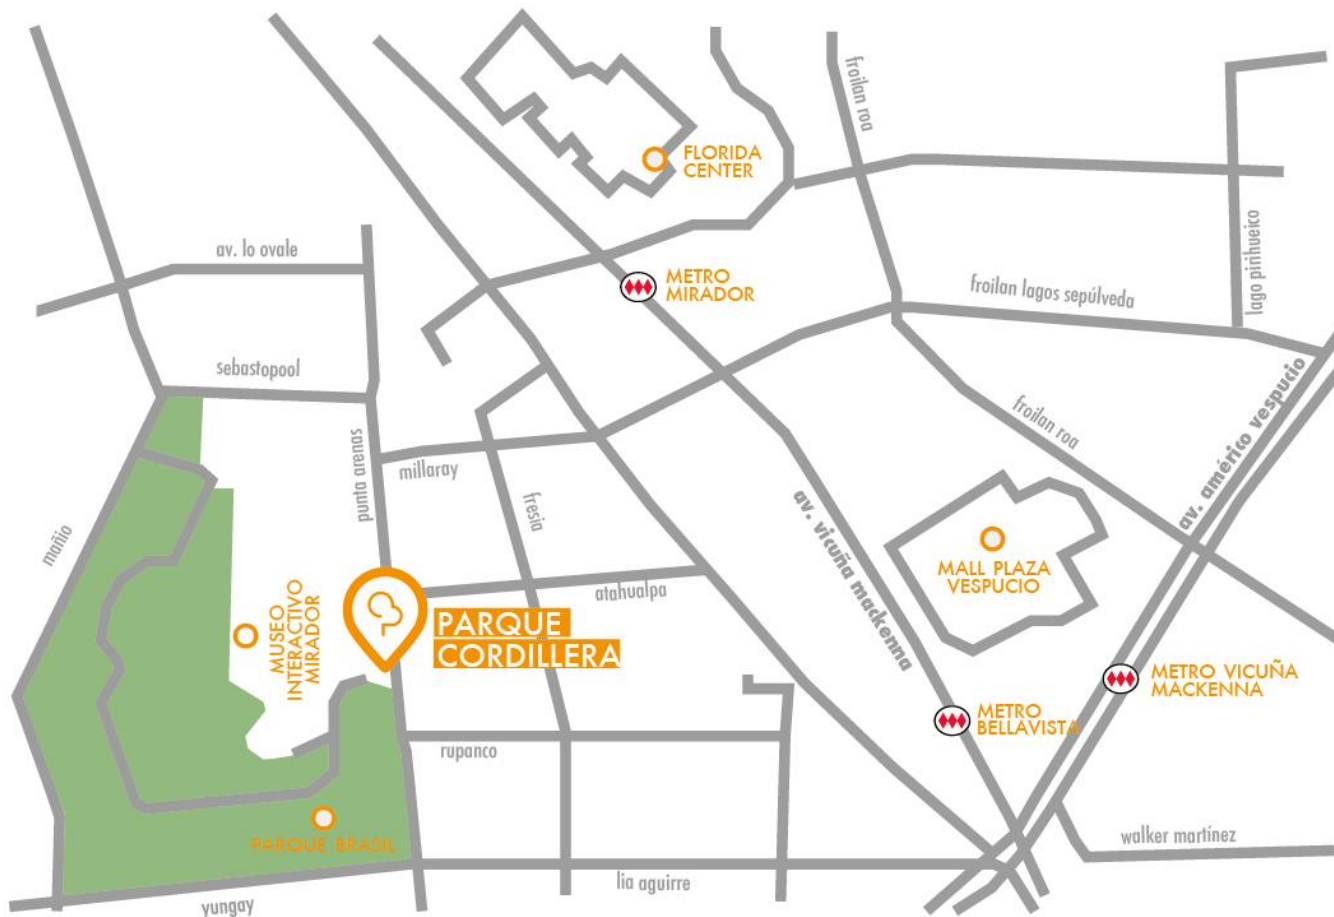 froilan roa
FLORIDA
CENTER
av. lo ovale
lago pirihueico
METRO
MIRADOR
froilan lagos sepúlveda
sebastopool
av. américo vespucio
froilan roa
punta arenas
millaray
fresia
mañio
av. vicuña mackenna
MALL PLAZA
VESPUCIO
atahualpa
MUSEO
INTERACTIVO
MIRADOR
PARQUE
CORDILLERA
METRO VICUÑA
MACKENNA
METRO
BELLAVISTA
rupanco
PARQUE BRASIL
walker martínez
lia aguirre
yungay